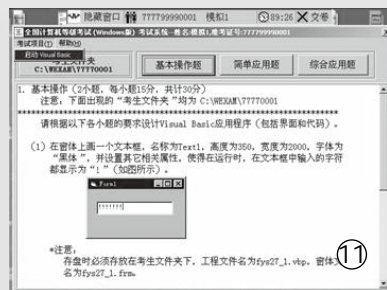 隐藏窗口 777799990001 模拟1 89:26 交卷
全国计算机等级考试(Windows版) 考试系统--姓名:模拟1,准考证号:777799990001
考试项目(T) 帮助(H)
启动 Visual Basic
考生文件夹
C:\WEXAM\77770001
基本操作题 简单应用题 综合应用题
1. 基本操作(2小题, 每小题15分, 共计30分)
注意, 下面出现的“考生文件夹”均为 C:\WEXAM\77770001
请根据以下各小题的要求设计Visual Basic应用程序(包括界面和代码)。
(1) 在窗体上画一个文本框, 名称为Text1, 高度为350, 宽度为2000, 字体为
“黑体”, 并设置其它相关属性, 使得在运行时, 在文本框中输入的字符
都显示为“!”(如图所示)。
Form1
!!!!!!!
*注意,
存盘时必须存放在考生文件夹下, 工程文件名为fys27_1.vbp, 窗体文
名为fys27_1.frm。
⑪